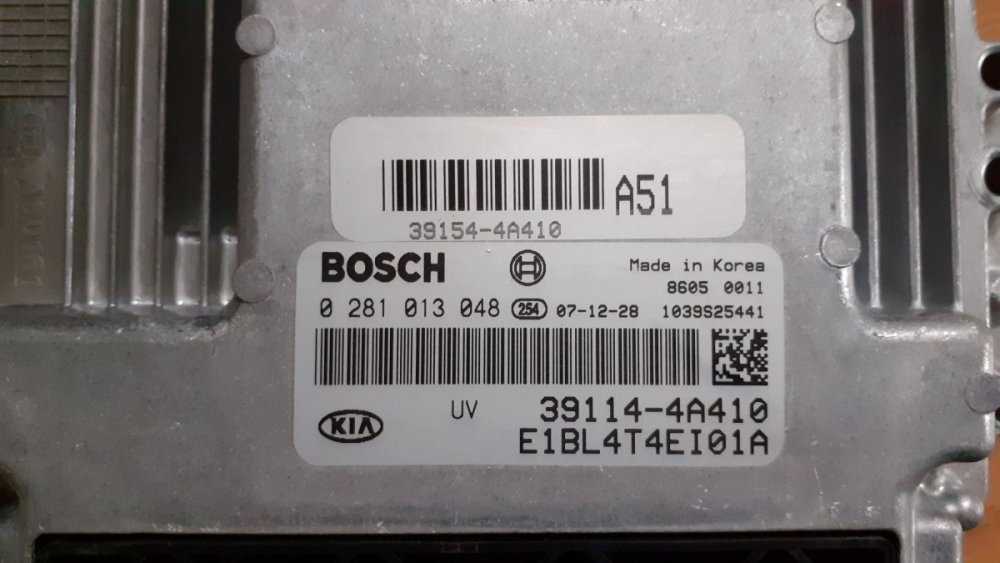 A51
39154-4A410
BOSCH
Made in Korea
8605 0011
0 281 013 048 254 07-12-28 1039S25441
UV 39114-4A410
KIA
E1BL4T4EI01A